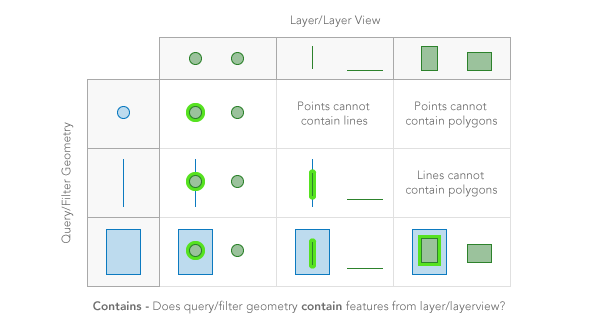 Layer/Layer View
Query/Filter Geometry
Points cannot
contain lines
Points cannot
contain polygons
Lines cannot
contain polygons
Contains - Does query/filter geometry contain features from layer/layerview?